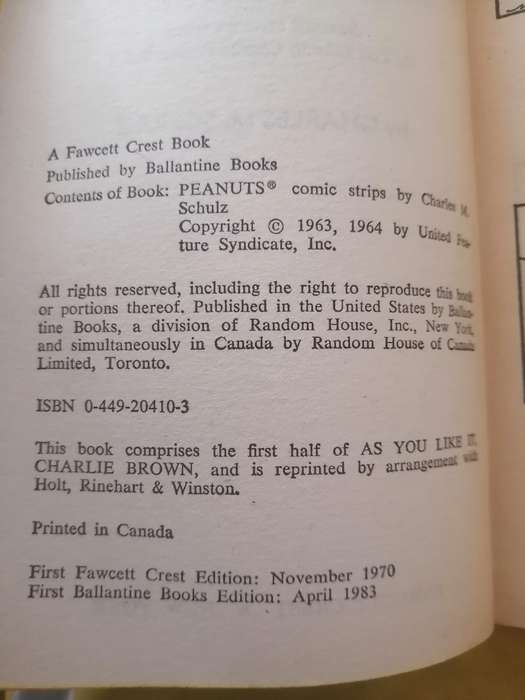 A Fawcett Crest Book
Published by Ballantine Books
Contents of Book: PEANUTS® comic strips by Charles M.
Schulz
Copyright © 1963, 1964 by United Fea-
ture Syndicate, Inc.
All rights reserved, including the right to reproduce this book
or portions thereof. Published in the United States by Ballan-
tine Books, a division of Random House, Inc., New York,
and simultaneously in Canada by Random House of Canada
Limited, Toronto.
ISBN 0-449-20410-3
This book comprises the first half of AS YOU LIKE IT,
CHARLIE BROWN, and is reprinted by arrangement with
Holt, Rinehart & Winston.
Printed in Canada
First Fawcett Crest Edition: November 1970
First Ballantine Books Edition: April 1983